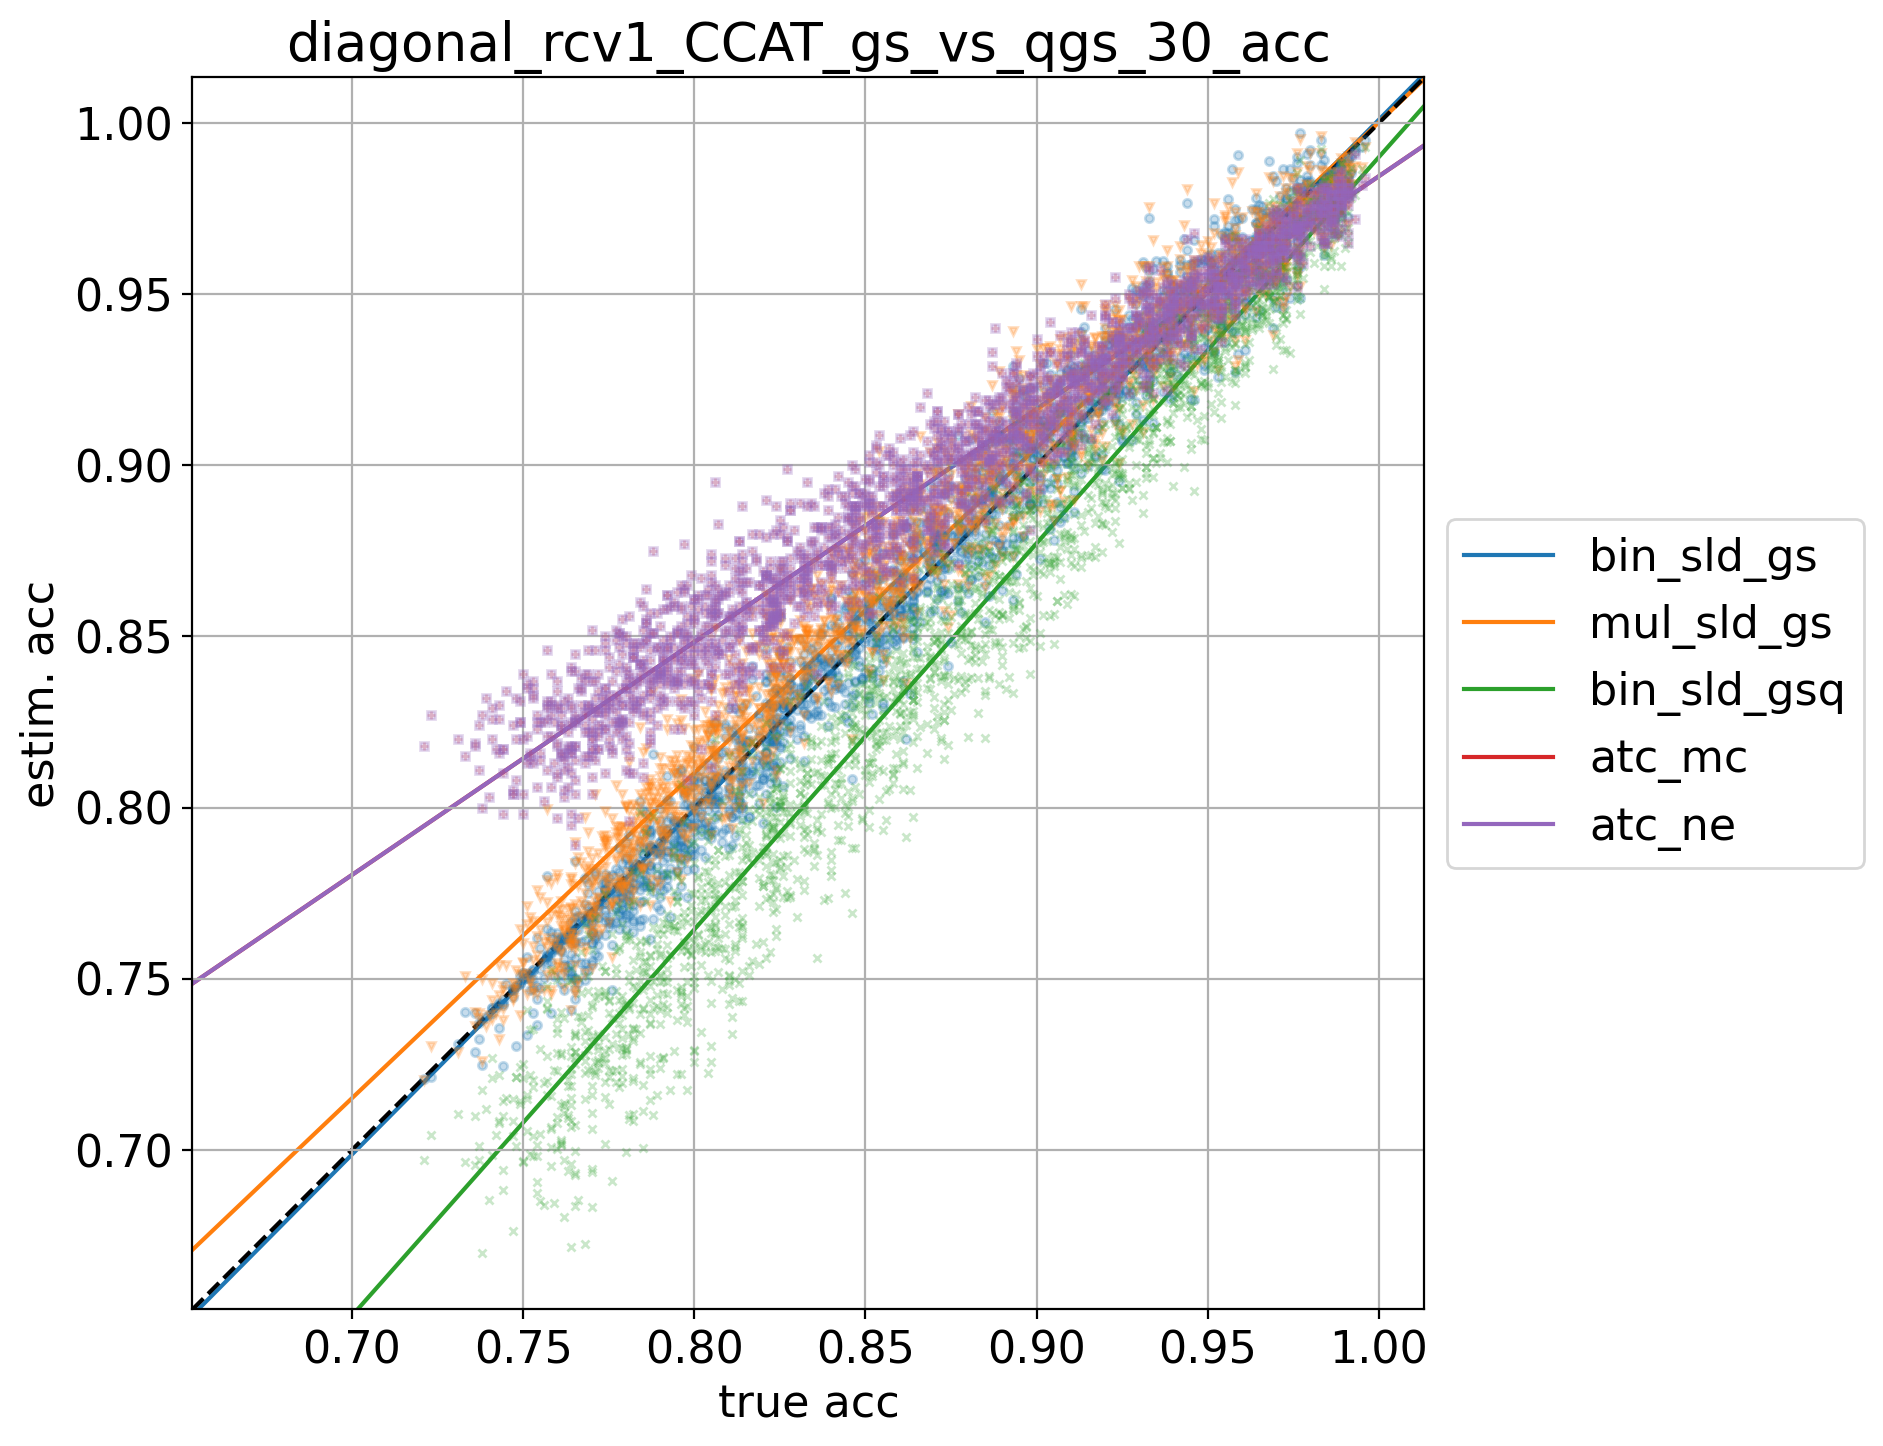 diagonal_rcv1_CCAT_gs_vs_qgs_30_acc
1.00
0.95
0.90
0.85
0.80
0.75
0.70
estim. acc
0.70 0.75 0.80 0.85 0.90 0.95 1.00
true acc
bin_sld_gs
mul_sld_gs
bin_sld_gsq
atc_mc
atc_ne